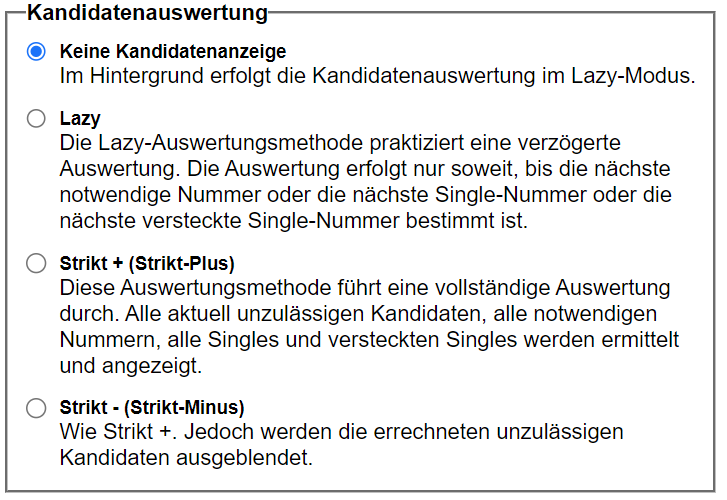 Kandidatenauswertung
Keine Kandidatenanzeige
Im Hintergrund erfolgt die Kandidatenauswertung im Lazy-Modus.
Lazy
Die Lazy-Auswertungsmethode praktiziert eine verzögerte
Auswertung. Die Auswertung erfolgt nur soweit, bis die nächste
notwendige Nummer oder die nächste Single-Nummer oder die
nächste versteckte Single-Nummer bestimmt ist.
Strikt + (Strikt-Plus)
Diese Auswertungsmethode führt eine vollständige Auswertung
durch. Alle aktuell unzulässigen Kandidaten, alle notwendigen
Nummern, alle Singles und versteckten Singles werden ermittelt
und angezeigt.
Strikt - (Strikt-Minus)
Wie Strikt +. Jedoch werden die errechneten unzulässigen
Kandidaten ausgeblendet.